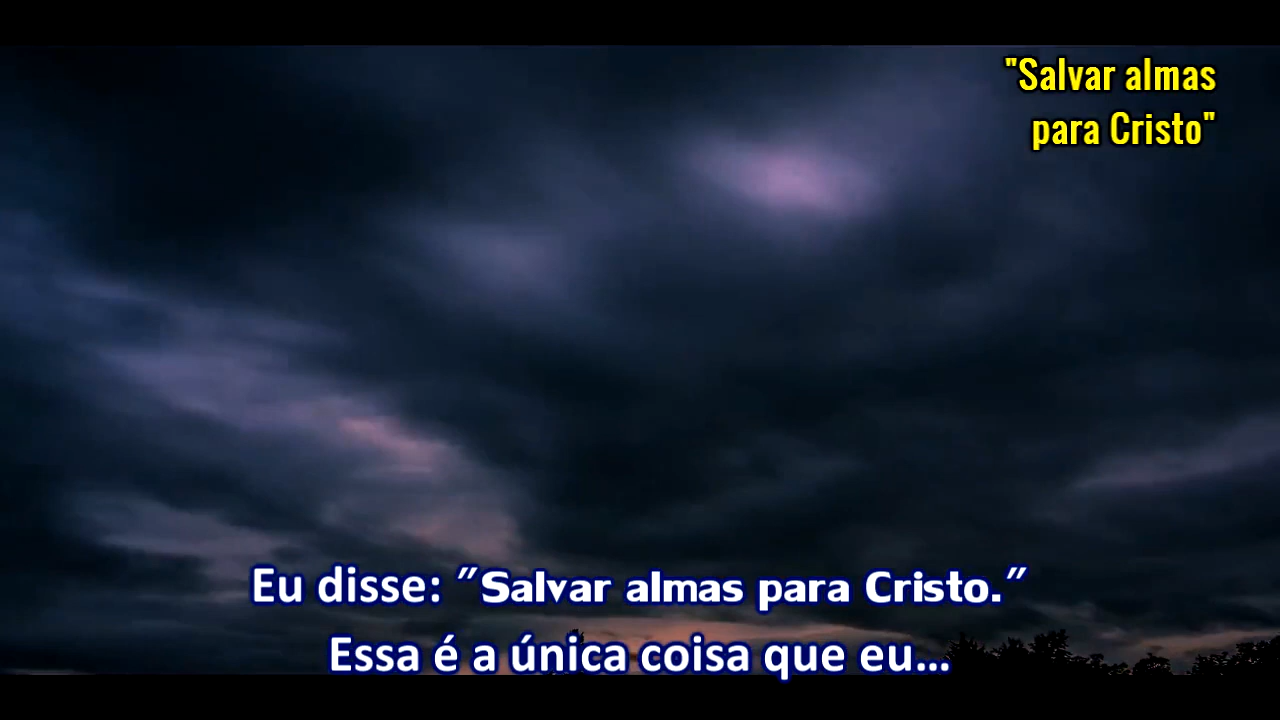 "Salvar almas
para Cristo"
Eu disse: "Salvar almas para Cristo."
Essa é a única coisa que eu...